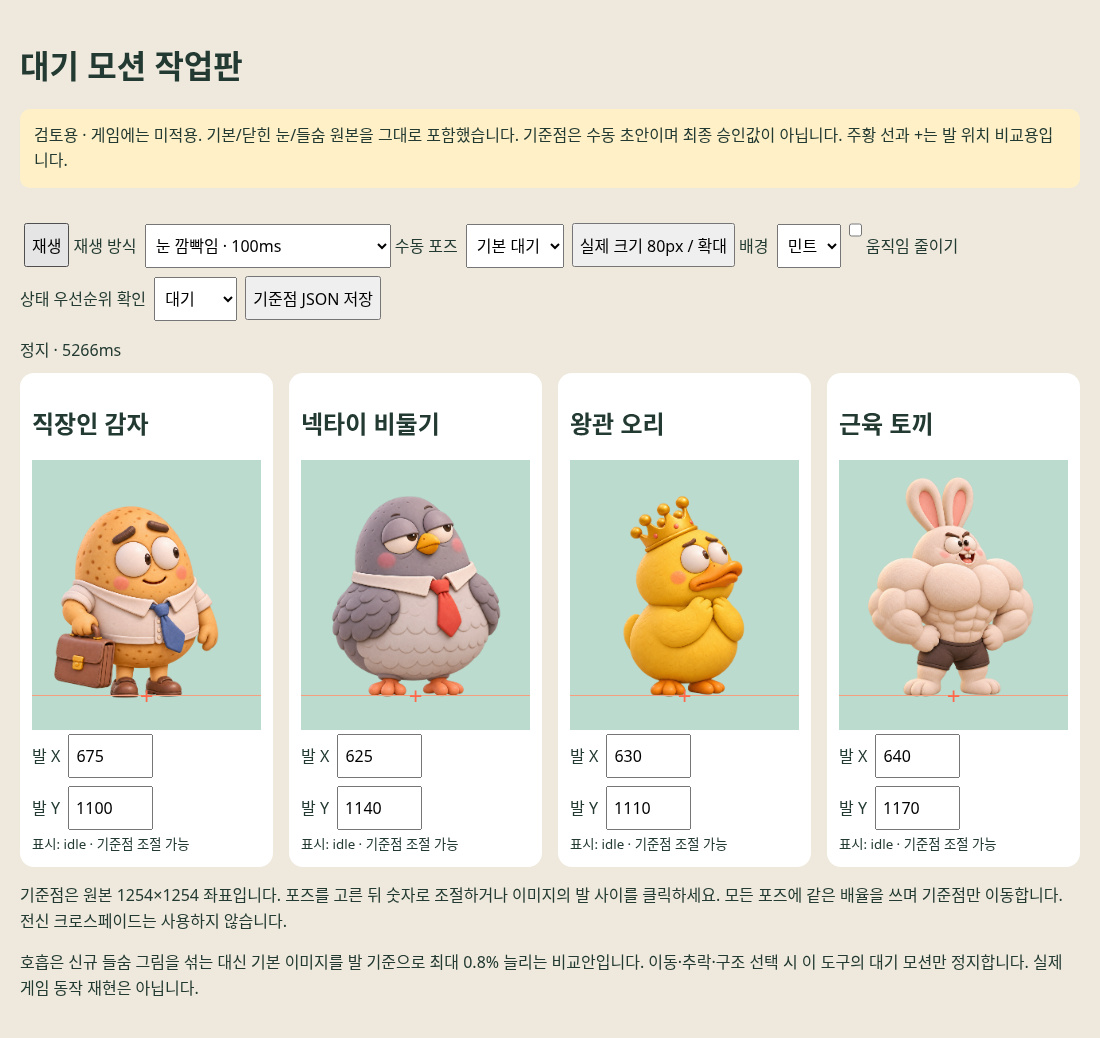 대기 모션 작업판
검토용 · 게임에는 미적용. 기본/닫힌 눈/들숨 원본을 그대로 포함했습니다. 기준점은 수동 초안이며 최종 승인값이 아닙니다. 주황 선과 +는 발 위치 비교용입
니다.
재생 재생 방식 눈 깜빡임 · 100ms 수동 포즈 기본 대기 실제 크기 80px / 확대 배경 민트 움직임 줄이기
상태 우선순위 확인 대기 기준점 JSON 저장
정지 · 5266ms
직장인 감자
발 X 675
발 Y 1100
표시: idle · 기준점 조절 가능
넥타이 비둘기
발 X 625
발 Y 1140
표시: idle · 기준점 조절 가능
왕관 오리
발 X 630
발 Y 1110
표시: idle · 기준점 조절 가능
근육 토끼
발 X 640
발 Y 1170
표시: idle · 기준점 조절 가능
기준점은 원본 1254×1254 좌표입니다. 포즈를 고른 뒤 숫자로 조절하거나 이미지의 발 사이를 클릭하세요. 모든 포즈에 같은 배율을 쓰며 기준점만 이동합니다.
전신 크로스페이드는 사용하지 않습니다.
호흡은 신규 들숨 그림을 섞는 대신 기본 이미지를 발 기준으로 최대 0.8% 늘리는 비교안입니다. 이동·추락·구조 선택 시 이 도구의 대기 모션만 정지합니다. 실제
게임 동작 재현은 아닙니다.